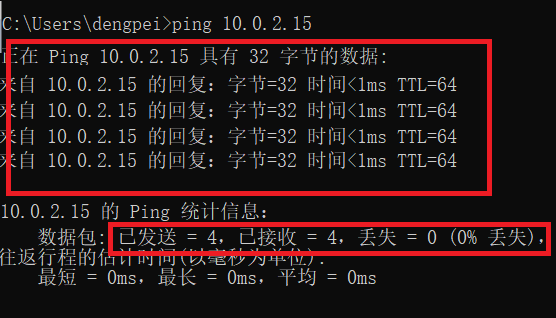 C:\Users\dengpei>ping 10.0.2.15
正在 Ping 10.0.2.15 具有 32 字节的数据:
来自 10.0.2.15 的回复: 字节=32 时间<1ms TTL=64
来自 10.0.2.15 的回复: 字节=32 时间<1ms TTL=64
来自 10.0.2.15 的回复: 字节=32 时间<1ms TTL=64
来自 10.0.2.15 的回复: 字节=32 时间<1ms TTL=64
10.0.2.15 的 Ping 统计信息:
数据包: 已发送 = 4，已接收 = 4，丢失 = 0 (0% 丢失)，
往返行程的估计时间(以毫秒为单位):
最短 = 0ms，最长 = 0ms，平均 = 0ms